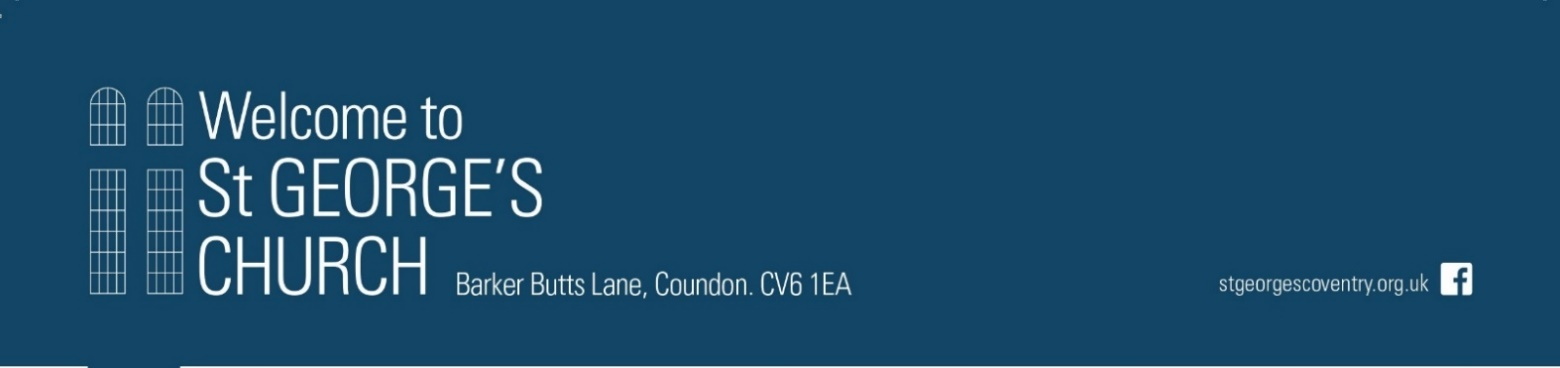 Welcome to
St GEORGE'S
CHURCH Barker Butts Lane, Coundon. CV6 1EA
stgeorgescoventry.org.uk